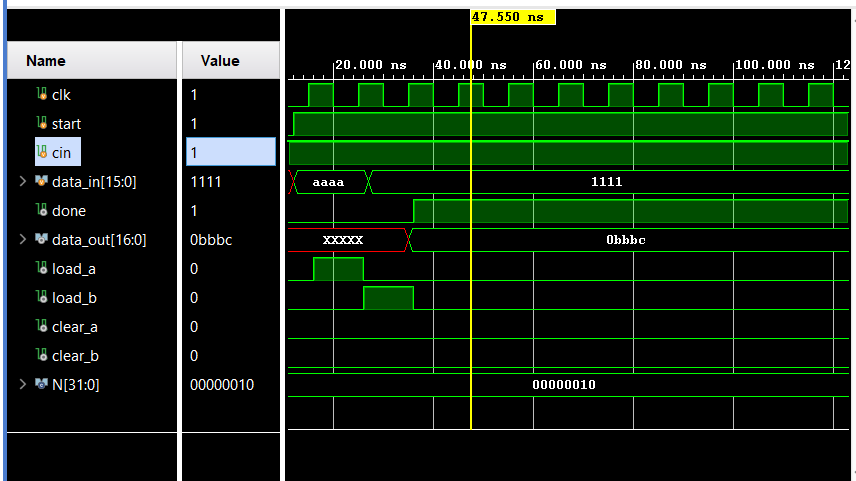 47.550 ns
Name Value
20.000 ns 40.000 ns 60.000 ns 80.000 ns 100.000 ns 12
clk 1
start 1
cin 1
data_in[15:0] 1111 aaaa 1111
done 1
data_out[16:0] 0bbbc XXXXX 0bbbc
load_a 0
load_b 0
clear_a 0
clear_b 0
N[31:0] 00000010 00000010